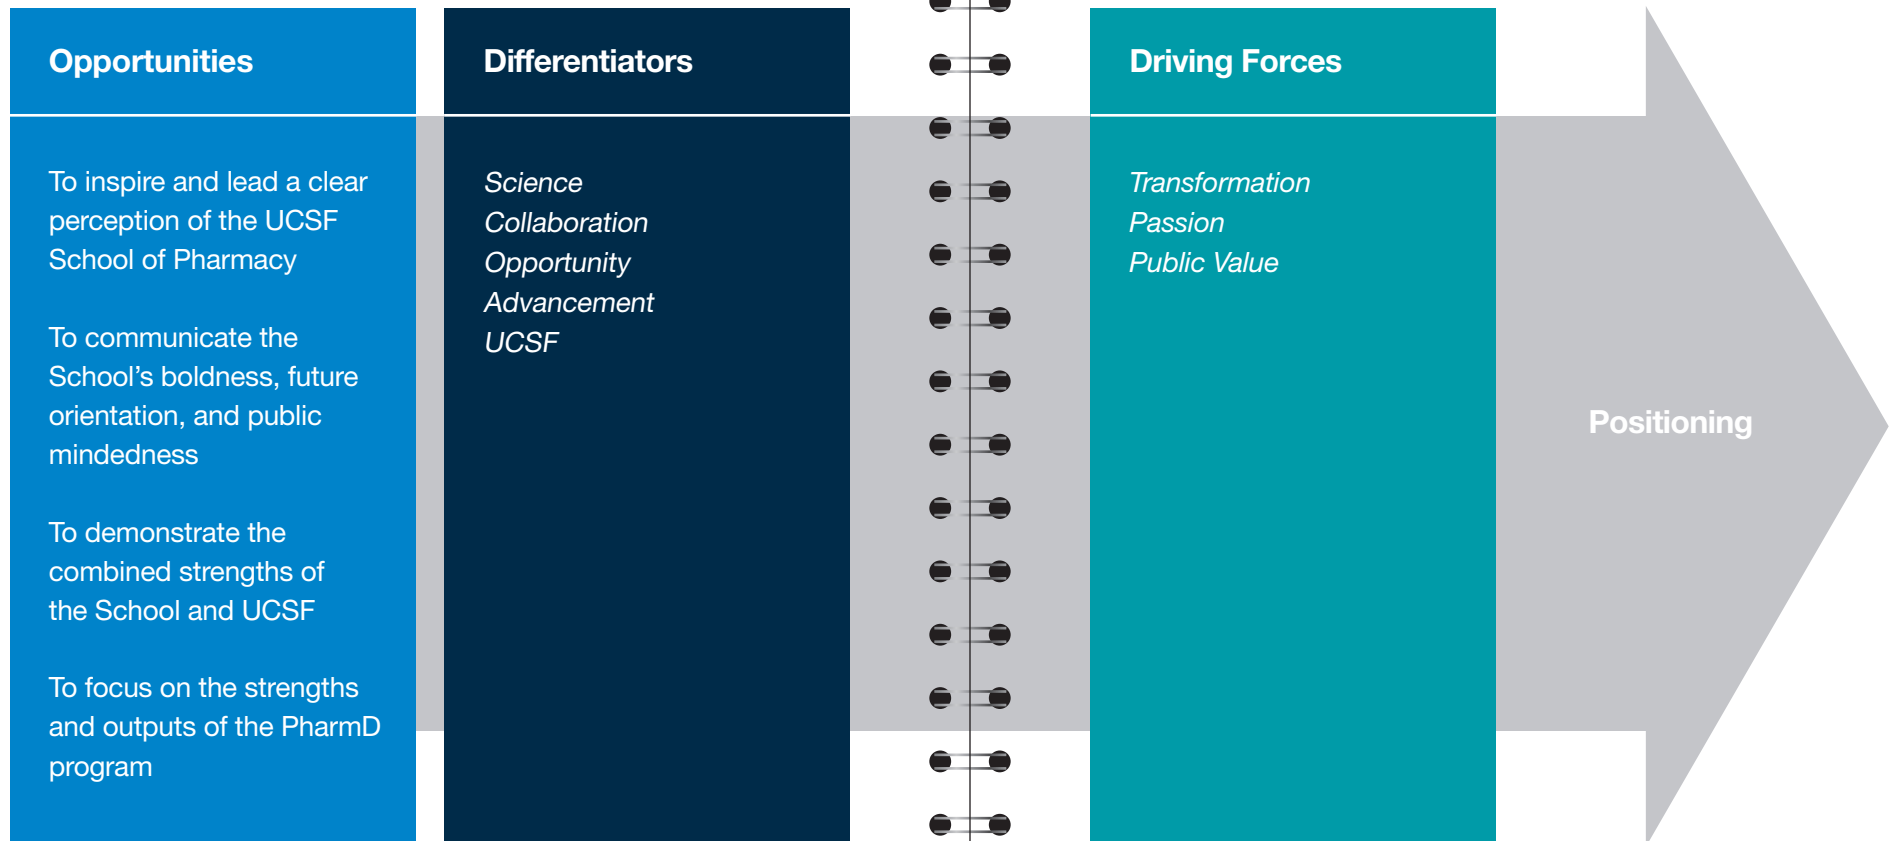 Opportunities
To inspire and lead a clear
perception of the UCSF
School of Pharmacy
To communicate the
School’s boldness, future
orientation, and public
mindedness
To demonstrate the
combined strengths of
the School and UCSF
To focus on the strengths
and outputs of the PharmD
program
Differentiators
Science
Collaboration
Opportunity
Advancement
UCSF
Driving Forces
Transformation
Passion
Public Value
Positioning